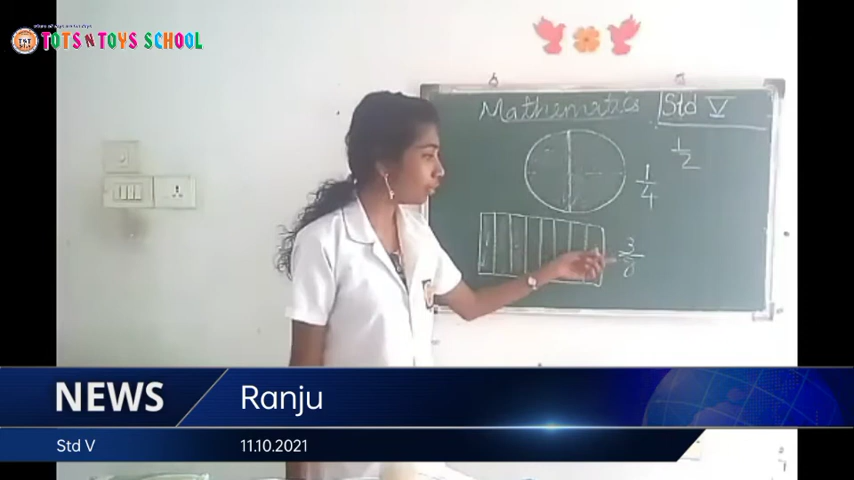 TOTS N TOYS SCHOOL
Mathematics Std V
1/2
1/4
3/8
NEWS Ranju
Std V 11.10.2021